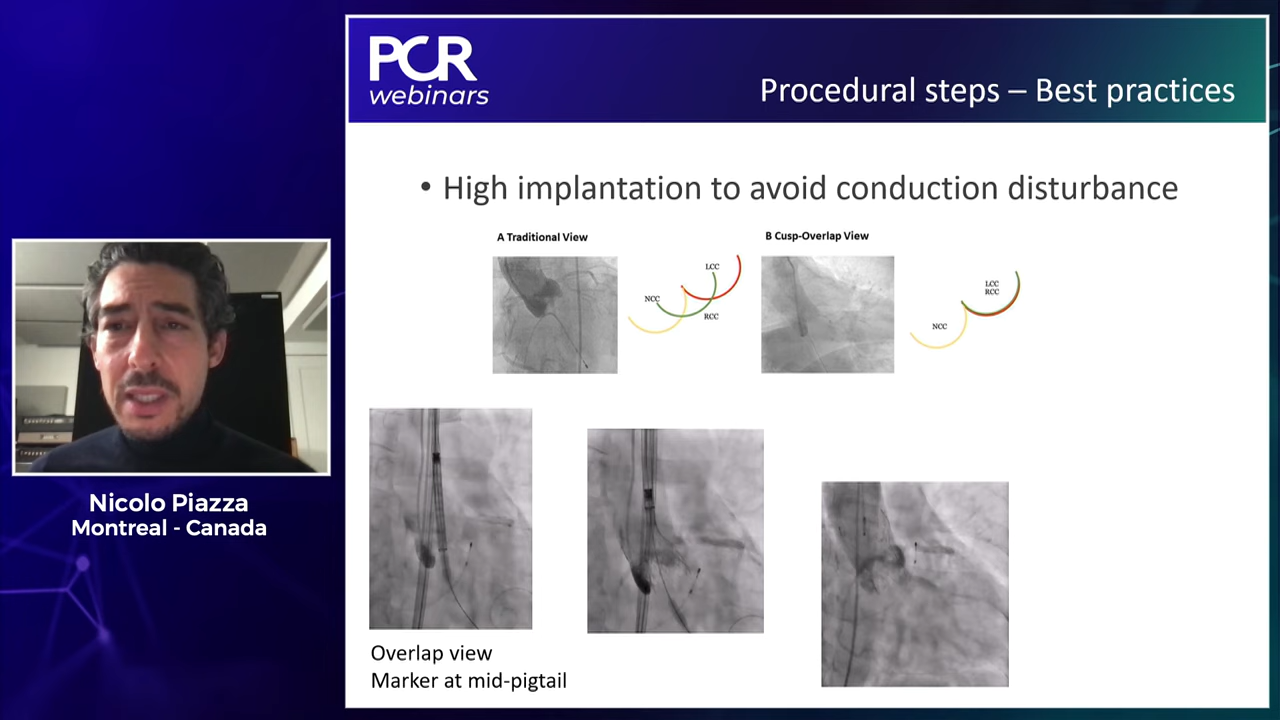 PCR
webinars
Procedural steps – Best practices
• High implantation to avoid conduction disturbance
A Traditional View
B Cusp-Overlap View
LCC
NCC
RCC
LCC
RCC
NCC
Nicolo Piazza
Montreal - Canada
Overlap view
Marker at mid-pigtail